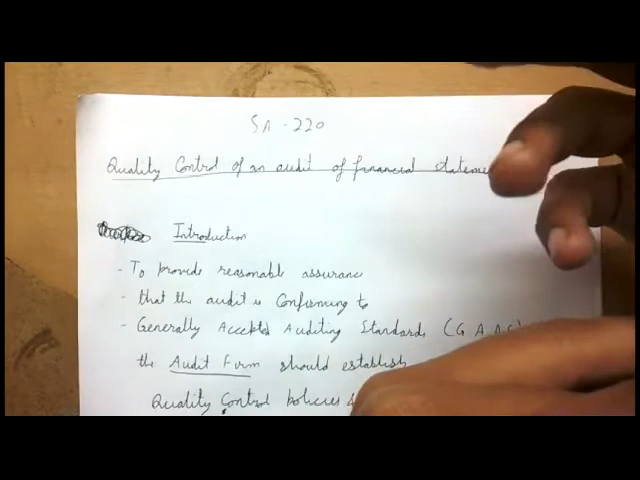 SA - 220
Quality Control of an audit of financial
Introduction
- To provide reasonable assurance
- that the audit is Confirming to
- Generally Accepted Auditing Standards (G A A S)
the Audit Firm should establish
Quality Control policies &